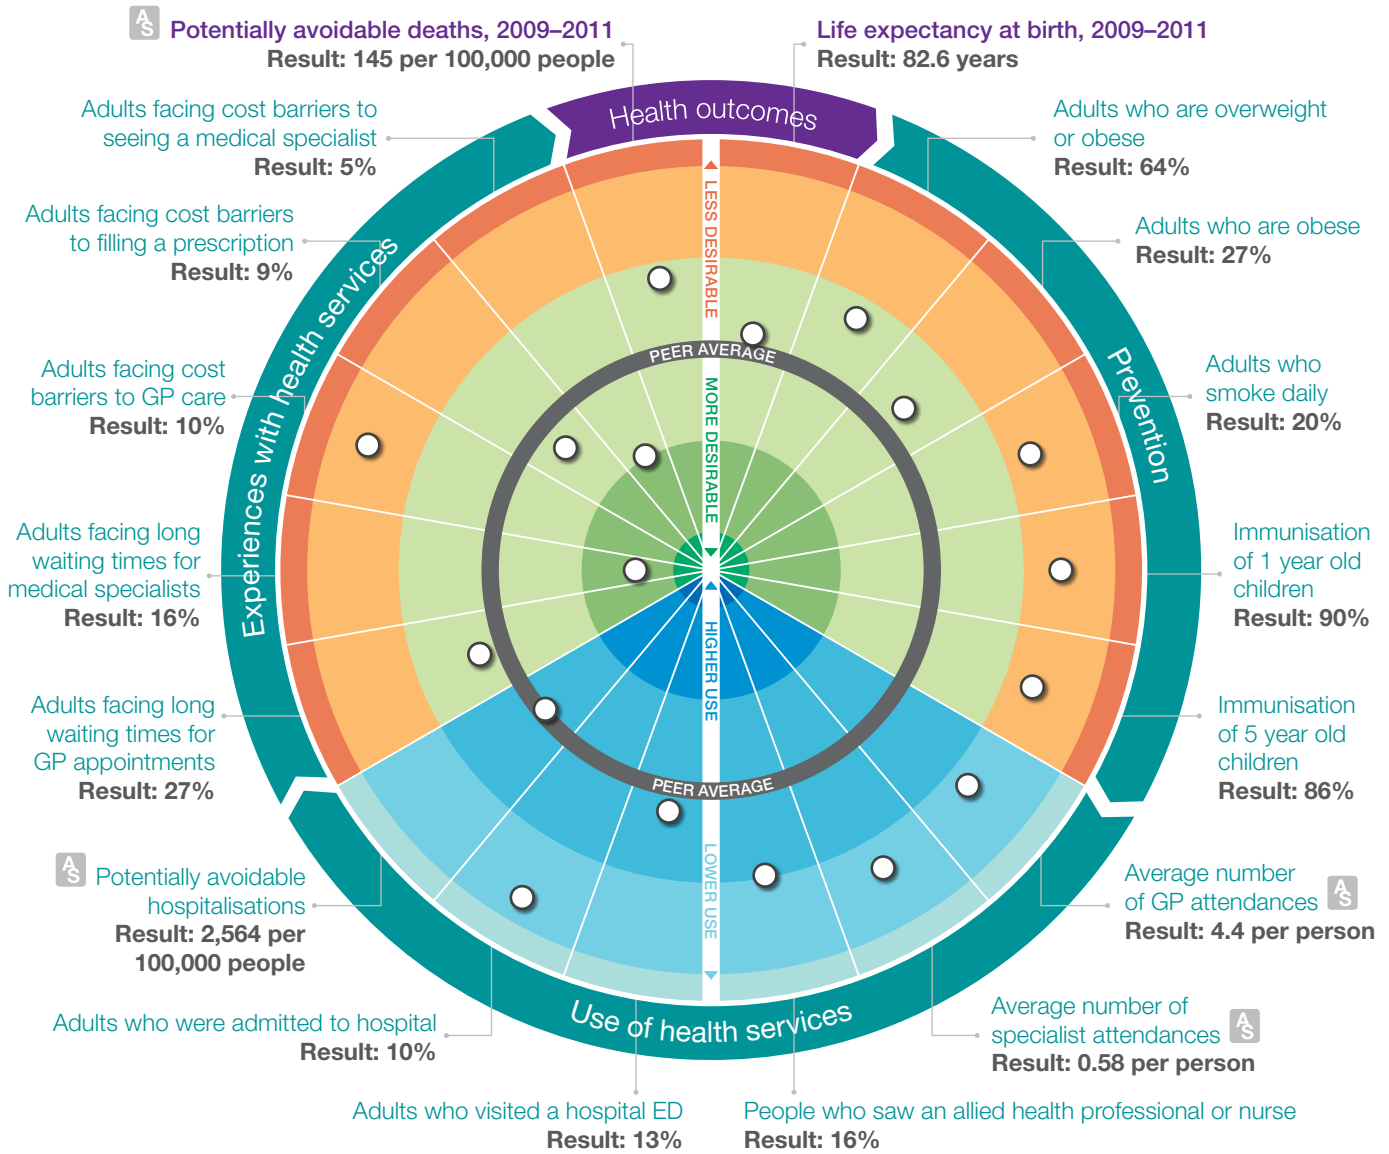 AS Potentially avoidable deaths, 2009–2011
Result: 145 per 100,000 people
Life expectancy at birth, 2009–2011
Result: 82.6 years
Health outcomes
Adults facing cost barriers to
seeing a medical specialist
Result: 5%
Adults who are overweight
or obese
Result: 64%
Adults facing cost barriers
to filling a prescription
Result: 9%
Adults who are obese
Result: 27%
Adults facing cost
barriers to GP care
Result: 10%
Adults who
smoke daily
Result: 20%
Adults facing long
waiting times for
medical specialists
Result: 16%
Immunisation
of 1 year old
children
Result: 90%
Adults facing long
waiting times for
GP appointments
Result: 27%
Immunisation
of 5 year old
children
Result: 86%
Experiences with health services
Prevention
LESS DESIRABLE
PEER AVERAGE
MORE DESIRABLE
HIGHER USE
PEER AVERAGE
LOWER USE
Use of health services
AS Potentially avoidable
hospitalisations
Result: 2,564 per
100,000 people
Average number
of GP attendances AS
Result: 4.4 per person
Adults who were admitted to hospital
Result: 10%
Average number of
specialist attendances AS
Result: 0.58 per person
Adults who visited a hospital ED
Result: 13%
People who saw an allied health professional or nurse
Result: 16%